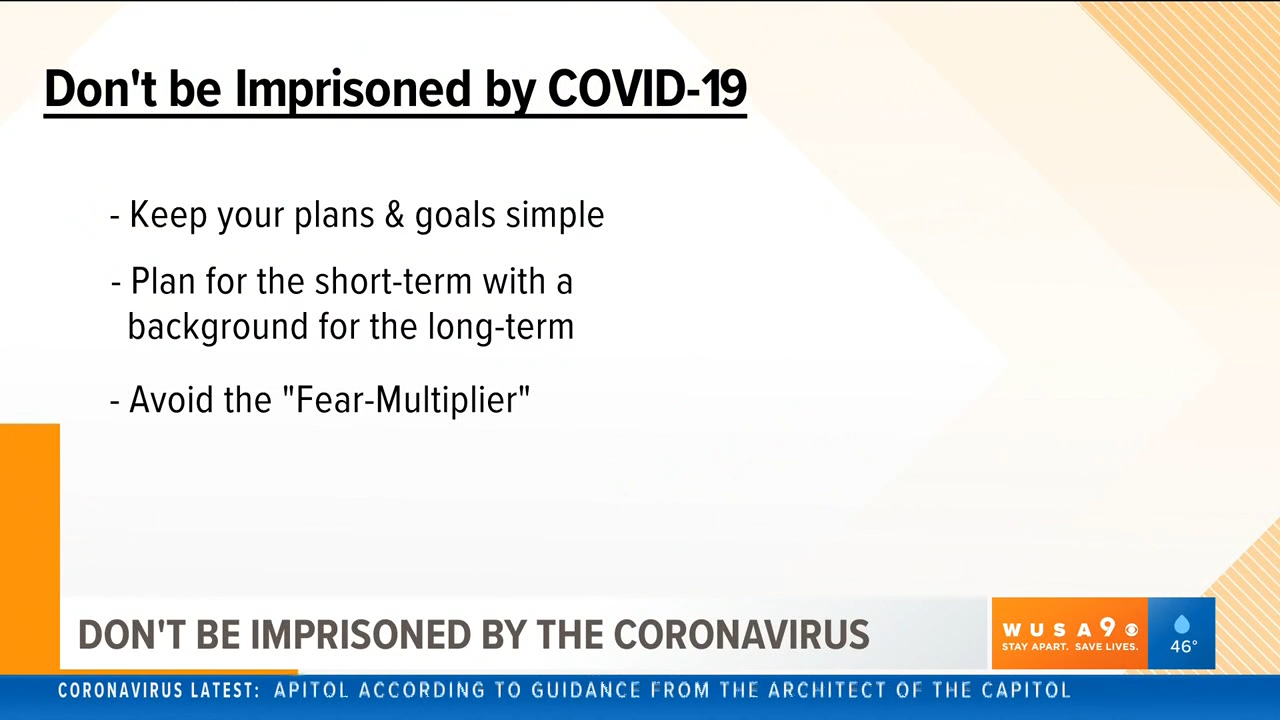 Don't be Imprisoned by COVID-19
- Keep your plans & goals simple
- Plan for the short-term with a
background for the long-term
- Avoid the "Fear-Multiplier"
DON'T BE IMPRISONED BY THE CORONAVIRUS
WUSA9
STAY APART. SAVE LIVES.
46°
CORONAVIRUS LATEST: APITOL ACCORDING TO GUIDANCE FROM THE ARCHITECT OF THE CAPITOL